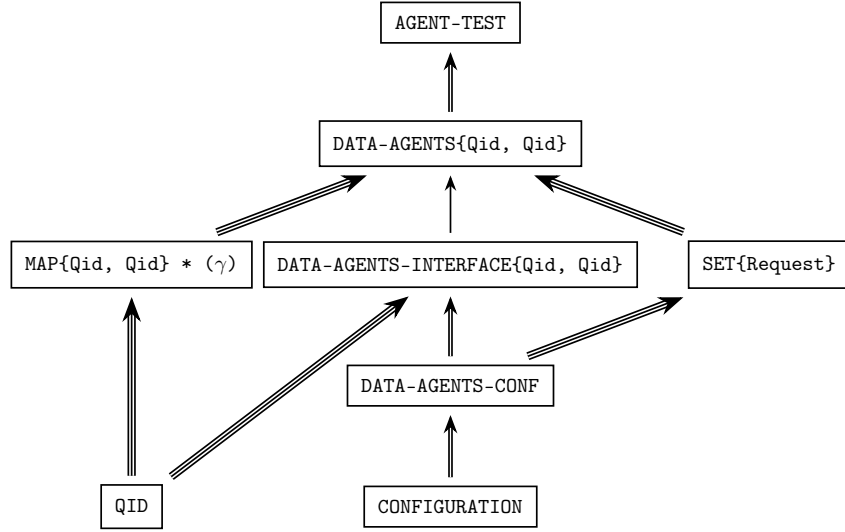 AGENT-TEST
DATA-AGENTS{Qid, Qid}
MAP{Qid, Qid} * (γ)
DATA-AGENTS-INTERFACE{Qid, Qid}
SET{Request}
DATA-AGENTS-CONF
QID
CONFIGURATION